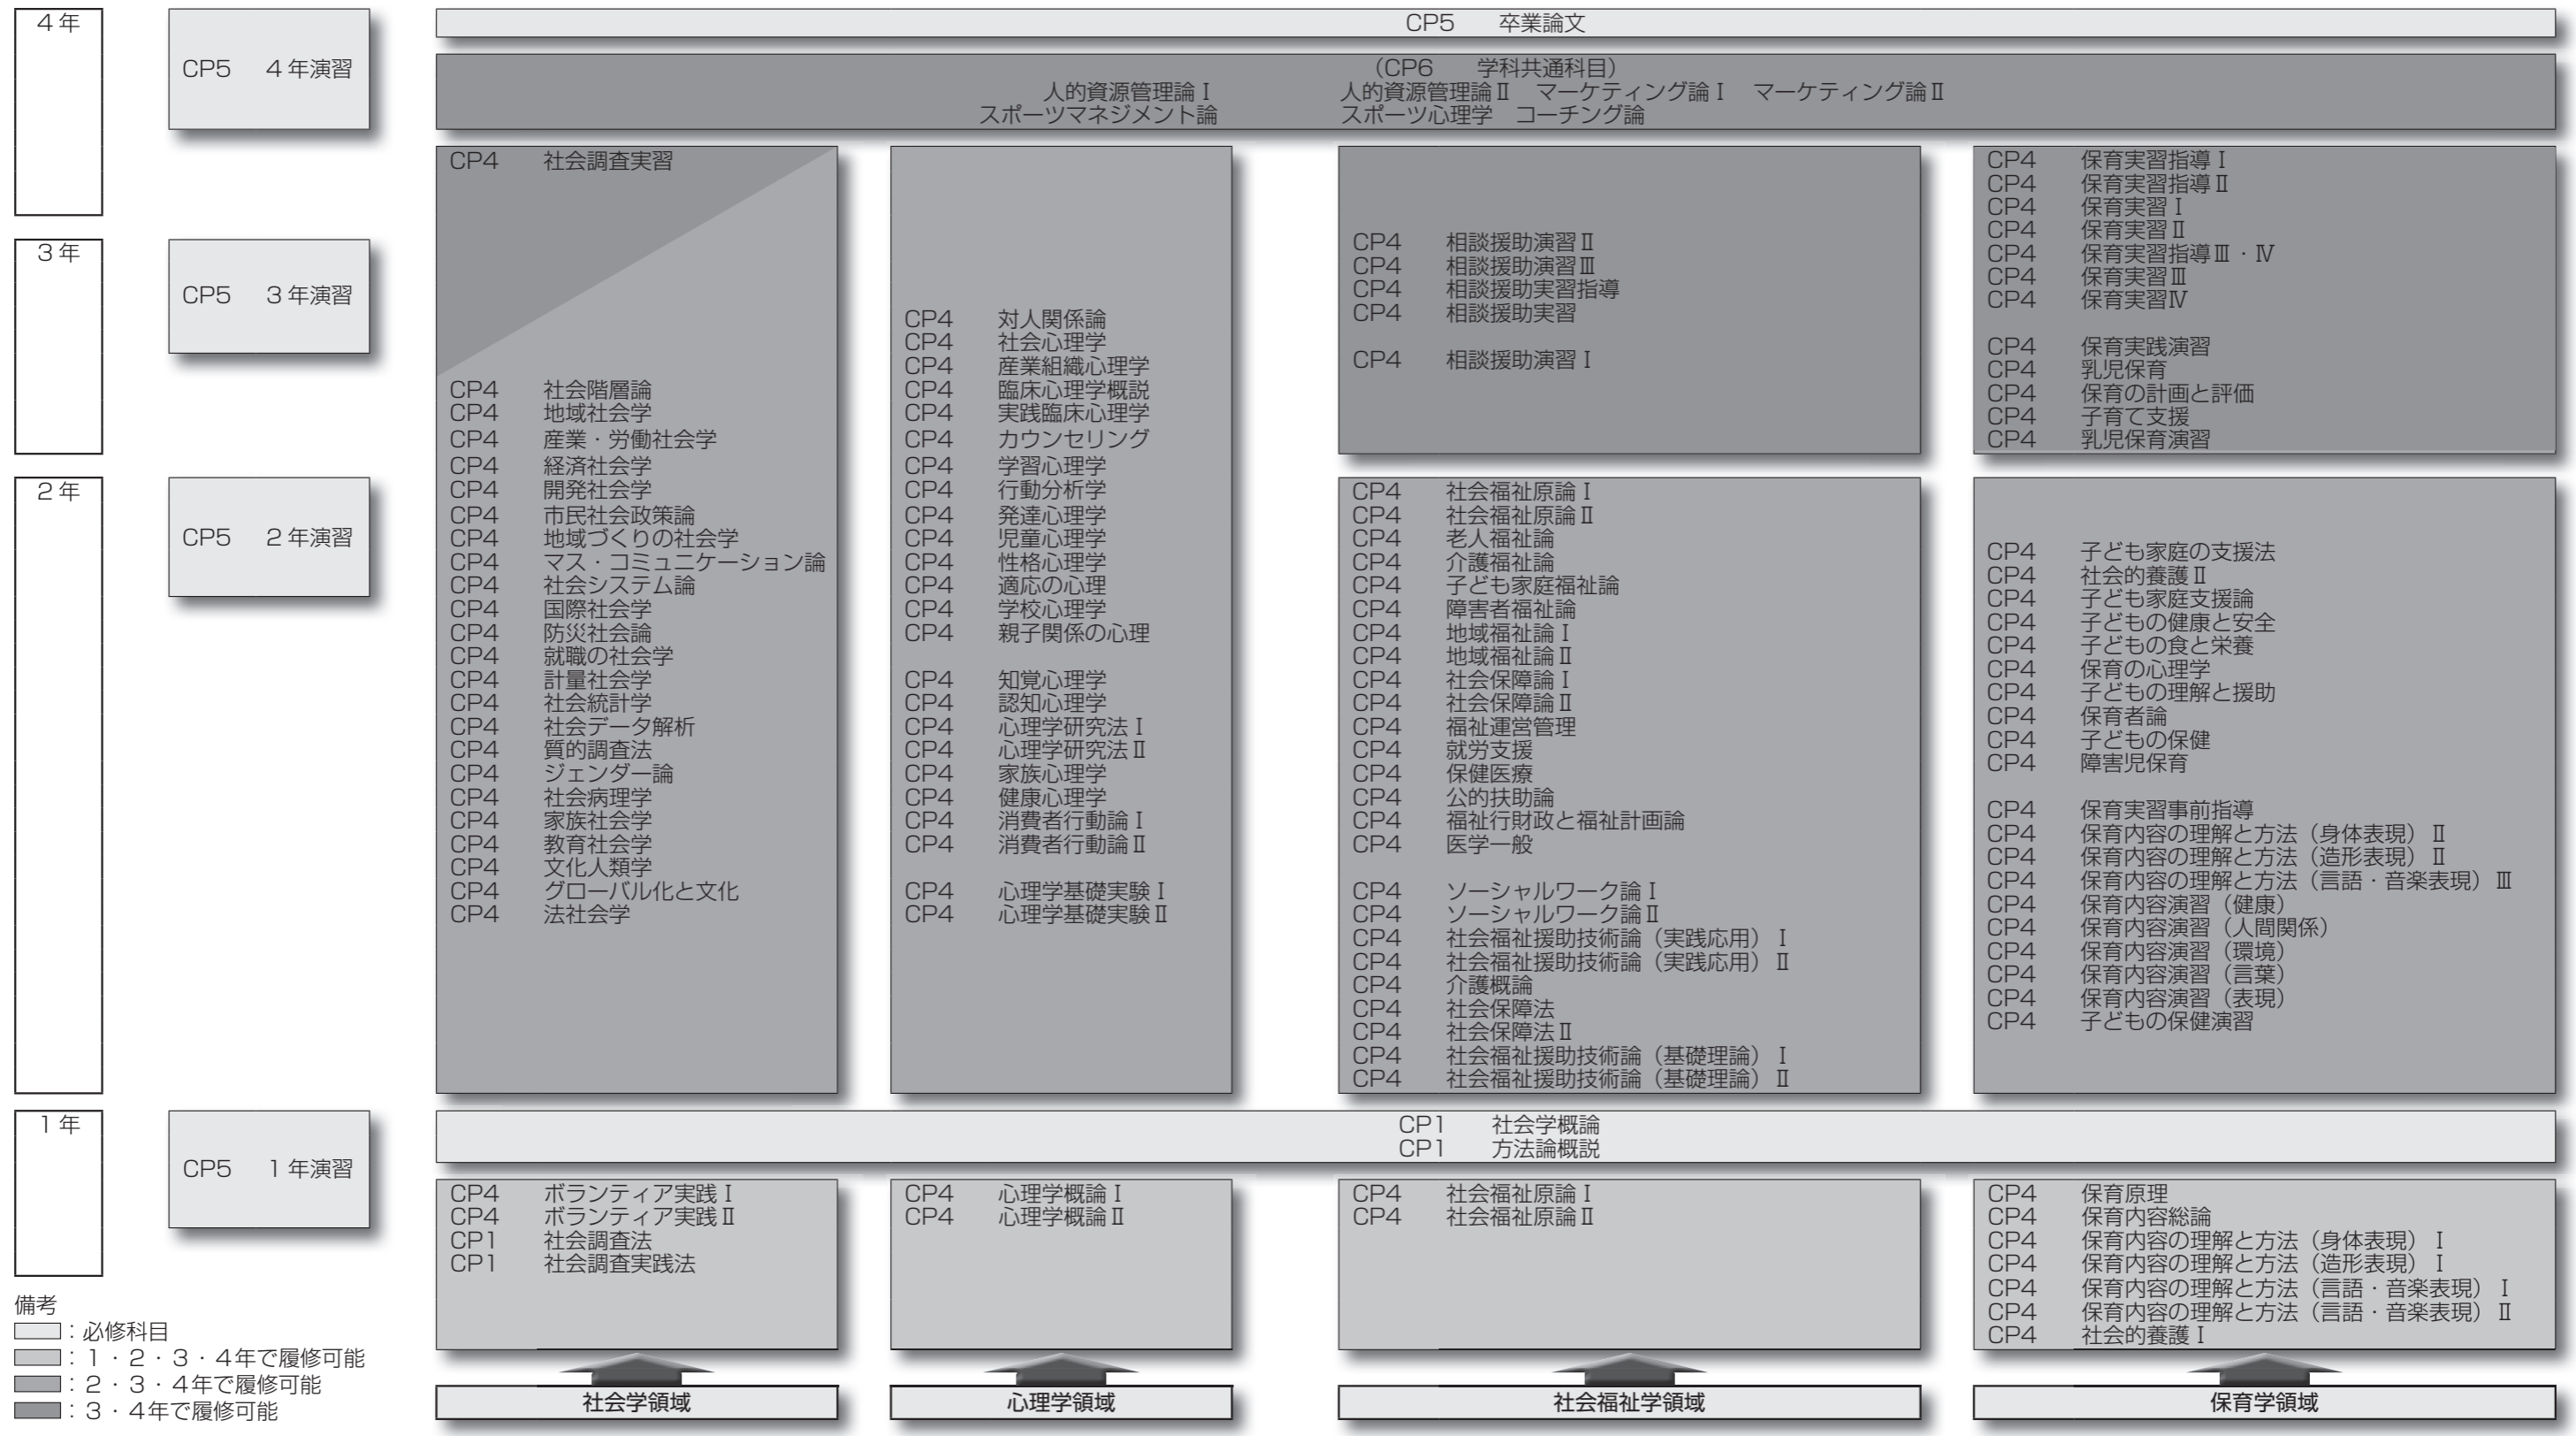 4年
CP5 4年演習
CP5 卒業論文
(CP6 学科共通科目)
人的資源管理論Ⅰ 人的資源管理論Ⅱ マーケティング論Ⅰ マーケティング論Ⅱ
スポーツマネジメント論 スポーツ心理学 コーチング論
3年
CP5 3年演習
2年
CP5 2年演習
CP4 社会調査実習
CP4 社会階層論
CP4 地域社会学
CP4 産業・労働社会学
CP4 経済社会学
CP4 開発社会学
CP4 市民社会政策論
CP4 地域づくりの社会学
CP4 マス・コミュニケーション論
CP4 社会システム論
CP4 国際社会学
CP4 防災社会論
CP4 就職の社会学
CP4 計量社会学
CP4 社会統計学
CP4 社会データ解析
CP4 質的調査法
CP4 ジェンダー論
CP4 社会病理学
CP4 家族社会学
CP4 教育社会学
CP4 文化人類学
CP4 グローバル化と文化
CP4 法社会学
CP4 対人関係論
CP4 社会心理学
CP4 産業組織心理学
CP4 臨床心理学概説
CP4 実践臨床心理学
CP4 カウンセリング
CP4 学習心理学
CP4 行動分析学
CP4 発達心理学
CP4 児童心理学
CP4 性格心理学
CP4 適応の心理
CP4 学校心理学
CP4 親子関係の心理
CP4 知覚心理学
CP4 認知心理学
CP4 心理学研究法Ⅰ
CP4 心理学研究法Ⅱ
CP4 家族心理学
CP4 健康心理学
CP4 消費者行動論Ⅰ
CP4 消費者行動論Ⅱ
CP4 心理学基礎実験Ⅰ
CP4 心理学基礎実験Ⅱ
CP4 相談援助演習Ⅱ
CP4 相談援助演習Ⅲ
CP4 相談援助実習指導
CP4 相談援助実習
CP4 相談援助演習Ⅰ
CP4 社会福祉原論Ⅰ
CP4 社会福祉原論Ⅱ
CP4 老人福祉論
CP4 介護福祉論
CP4 子ども家庭福祉論
CP4 障害者福祉論
CP4 地域福祉論Ⅰ
CP4 地域福祉論Ⅱ
CP4 社会保障論Ⅰ
CP4 社会保障論Ⅱ
CP4 福祉運営管理
CP4 就労支援
CP4 保健医療
CP4 公的扶助論
CP4 福祉行財政と福祉計画論
CP4 医学一般
CP4 ソーシャルワーク論Ⅰ
CP4 ソーシャルワーク論Ⅱ
CP4 社会福祉援助技術論(実践応用)Ⅰ
CP4 社会福祉援助技術論(実践応用)Ⅱ
CP4 介護概論
CP4 社会保障法
CP4 社会保障法Ⅱ
CP4 社会福祉援助技術論(基礎理論)Ⅰ
CP4 社会福祉援助技術論(基礎理論)Ⅱ
CP4 保育実習指導Ⅰ
CP4 保育実習指導Ⅱ
CP4 保育実習Ⅰ
CP4 保育実習Ⅱ
CP4 保育実習指導Ⅲ・Ⅳ
CP4 保育実習Ⅲ
CP4 保育実習Ⅳ
CP4 保育実践演習
CP4 乳児保育
CP4 保育の計画と評価
CP4 子育て支援
CP4 乳児保育演習
CP4 子ども家庭の支援法
CP4 社会的養護Ⅱ
CP4 子ども家庭支援論
CP4 子どもの健康と安全
CP4 子どもの食と栄養
CP4 保育の心理学
CP4 子どもの理解と援助
CP4 保育者論
CP4 子どもの保健
CP4 障害児保育
CP4 保育実習事前指導
CP4 保育内容の理解と方法(身体表現)Ⅱ
CP4 保育内容の理解と方法(造形表現)Ⅱ
CP4 保育内容の理解と方法(言語・音楽表現)Ⅲ
CP4 保育内容演習(健康)
CP4 保育内容演習(人間関係)
CP4 保育内容演習(環境)
CP4 保育内容演習(言葉)
CP4 保育内容演習(表現)
CP4 子どもの保健演習
1年
CP5 1年演習
CP1 社会学概論
CP1 方法論概説
CP4 ボランティア実践Ⅰ
CP4 ボランティア実践Ⅱ
CP1 社会調査法
CP1 社会調査実践法
CP4 心理学概論Ⅰ
CP4 心理学概論Ⅱ
CP4 社会福祉原論Ⅰ
CP4 社会福祉原論Ⅱ
CP4 保育原理
CP4 保育内容総論
CP4 保育内容の理解と方法(身体表現)Ⅰ
CP4 保育内容の理解と方法(造形表現)Ⅰ
CP4 保育内容の理解と方法(言語・音楽表現)Ⅰ
CP4 保育内容の理解と方法(言語・音楽表現)Ⅱ
CP4 社会的養護Ⅰ
社会学領域
心理学領域
社会福祉学領域
保育学領域
備考
:必修科目
:1・2・3・4年で履修可能
:2・3・4年で履修可能
:3・4年で履修可能